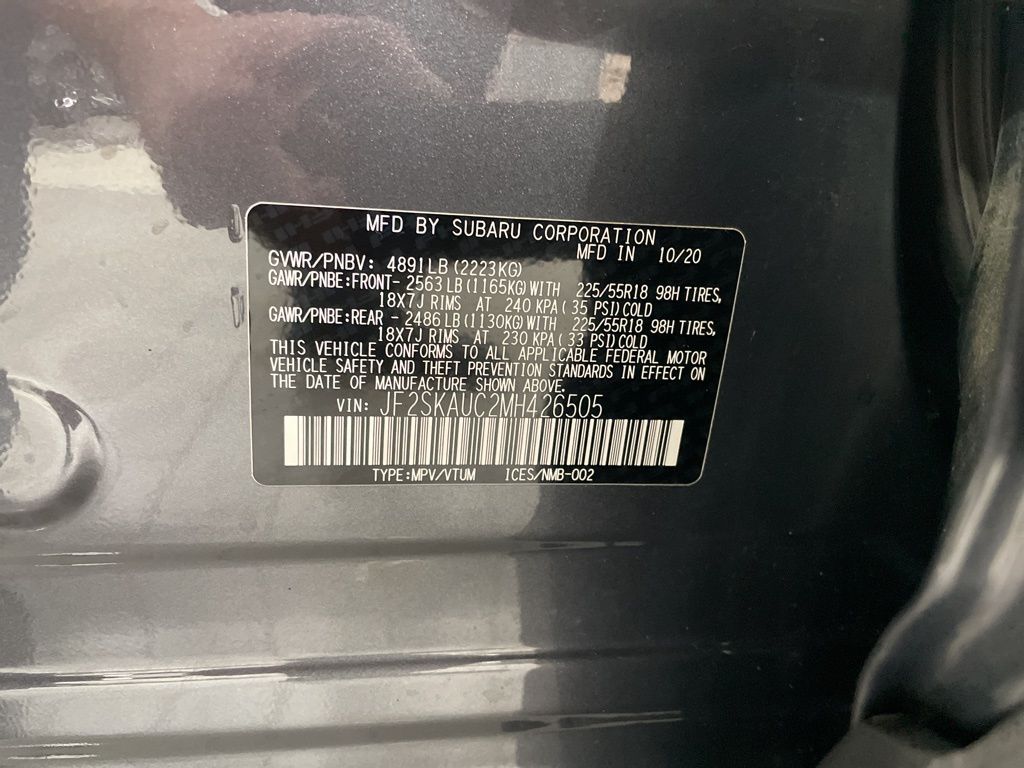 MFD BY SUBARU CORPORATION
MFD IN 10/20
GVWR/PNBV: 4891LB(2223KG)
GAWR/PNBE:FRONT- 2563LB(1165KG)WITH 225/55R18 98H TIRES,
18X7J RIMS AT 240 KPA(35 PSI)COLD
GAWR/PNBE:REAR - 2486LB(1130KG)WITH 225/55R18 98H TIRES,
18X7J RIMS AT 230 KPA(33 PSI)COLD
THIS VEHICLE CONFORMS TO ALL APPLICABLE FEDERAL MOTOR
VEHICLE SAFETY AND THEFT PREVENTION STANDARDS IN EFFECT ON
THE DATE OF MANUFACTURE SHOWN ABOVE.
VIN: JF2SKAUC2MH426505
TYPE:MPV/VTUM ICES/NMB-002